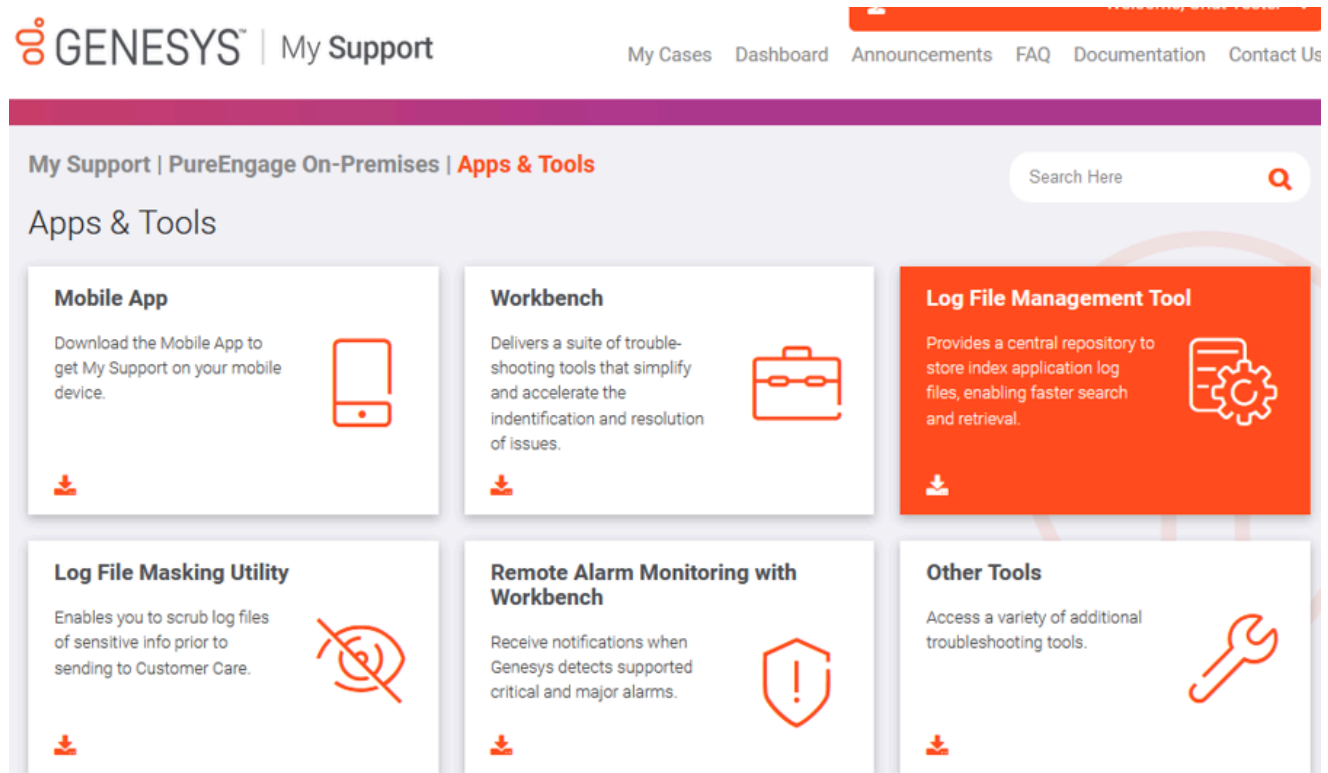 GENESYS™ | My Support
My Cases Dashboard Announcements FAQ Documentation Contact Us
My Support | PureEngage On-Premises | Apps & Tools
Search Here
Apps & Tools
Mobile App
Download the Mobile App to
get My Support on your mobile
device.
Workbench
Delivers a suite of trouble-
shooting tools that simplify
and accelerate the
indentification and resolution
of issues.
Log File Management Tool
Provides a central repository to
store index application log
files, enabling faster search
and retrieval.
Log File Masking Utility
Enables you to scrub log files
of sensitive info prior to
sending to Customer Care.
Remote Alarm Monitoring with
Workbench
Receive notifications when
Genesys detects supported
critical and major alarms.
Other Tools
Access a variety of additional
troubleshooting tools.